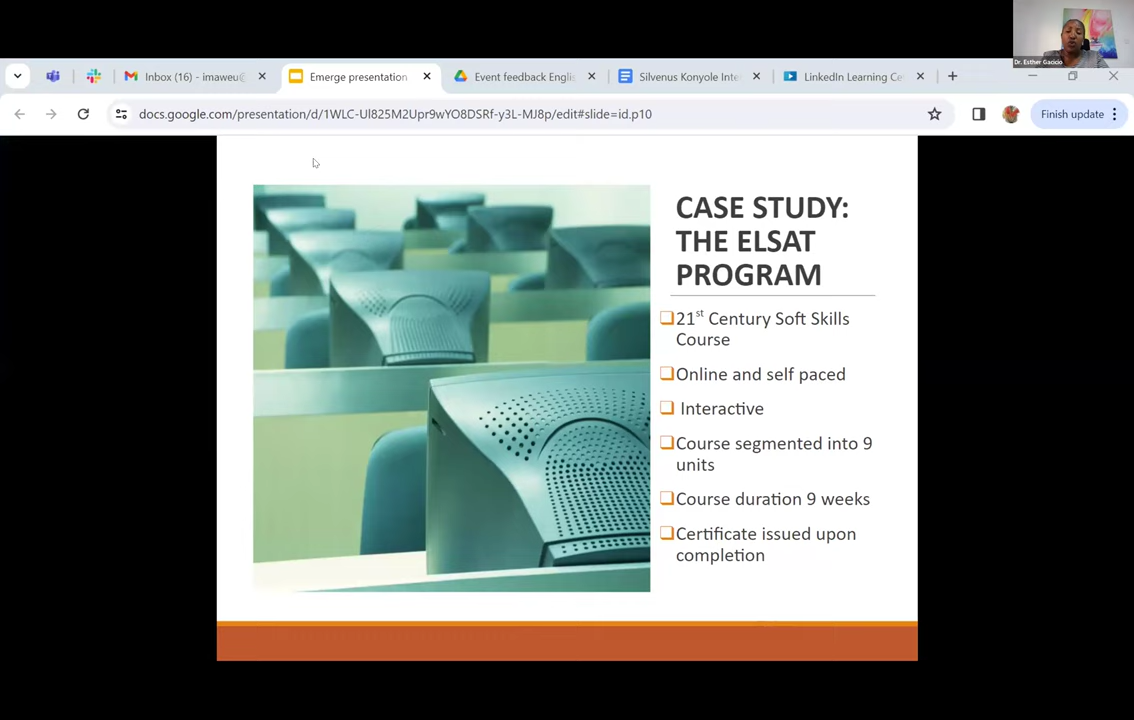 Dr. Esther Gacicio
Inbox (16) - imaweu@
Emerge presentation
Event feedback Englis
Silvenus Konyole Inte
LinkedIn Learning Ce
docs.google.com/presentation/d/1WLC-Ul825M2Upr9wYO8DSRf-y3L-MJ8p/edit#slide=id.p10
Finish update
CASE STUDY:
THE ELSAT
PROGRAM
❑21st Century Soft Skills
Course
❑Online and self paced
❑ Interactive
❑Course segmented into 9
units
❑Course duration 9 weeks
❑Certificate issued upon
completion